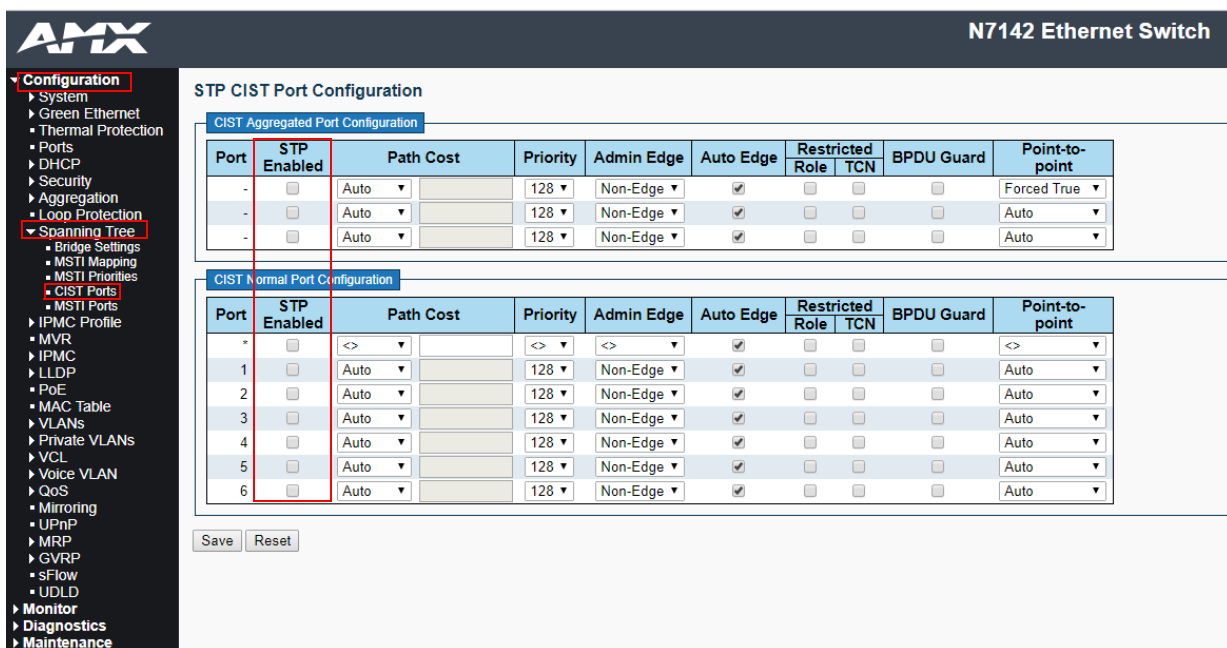 AMX
N7142 Ethernet Switch
Configuration
System
Green Ethernet
Thermal Protection
Ports
DHCP
Security
Aggregation
Loop Protection
Spanning Tree
Bridge Settings
MSTI Mapping
MSTI Priorities
CIST Ports
MSTI Ports
IPMC Profile
MVR
IPMC
LLDP
PoE
MAC Table
VLANs
Private VLANs
VCL
Voice VLAN
QoS
Mirroring
UPnP
MRP
GVRP
sFlow
UDLD
Monitor
Diagnostics
Maintenance
STP CIST Port Configuration
CIST Aggregated Port Configuration
Port STP Enabled Path Cost Priority Admin Edge Auto Edge Restricted Role TCN BPDU Guard Point-to-point
- Auto 128 Non-Edge Forced True
- Auto 128 Non-Edge Auto
- Auto 128 Non-Edge Auto
CIST Normal Port Configuration
Port STP Enabled Path Cost Priority Admin Edge Auto Edge Restricted Role TCN BPDU Guard Point-to-point
* <> <> <> <>
1 Auto 128 Non-Edge Auto
2 Auto 128 Non-Edge Auto
3 Auto 128 Non-Edge Auto
4 Auto 128 Non-Edge Auto
5 Auto 128 Non-Edge Auto
6 Auto 128 Non-Edge Auto
Save Reset